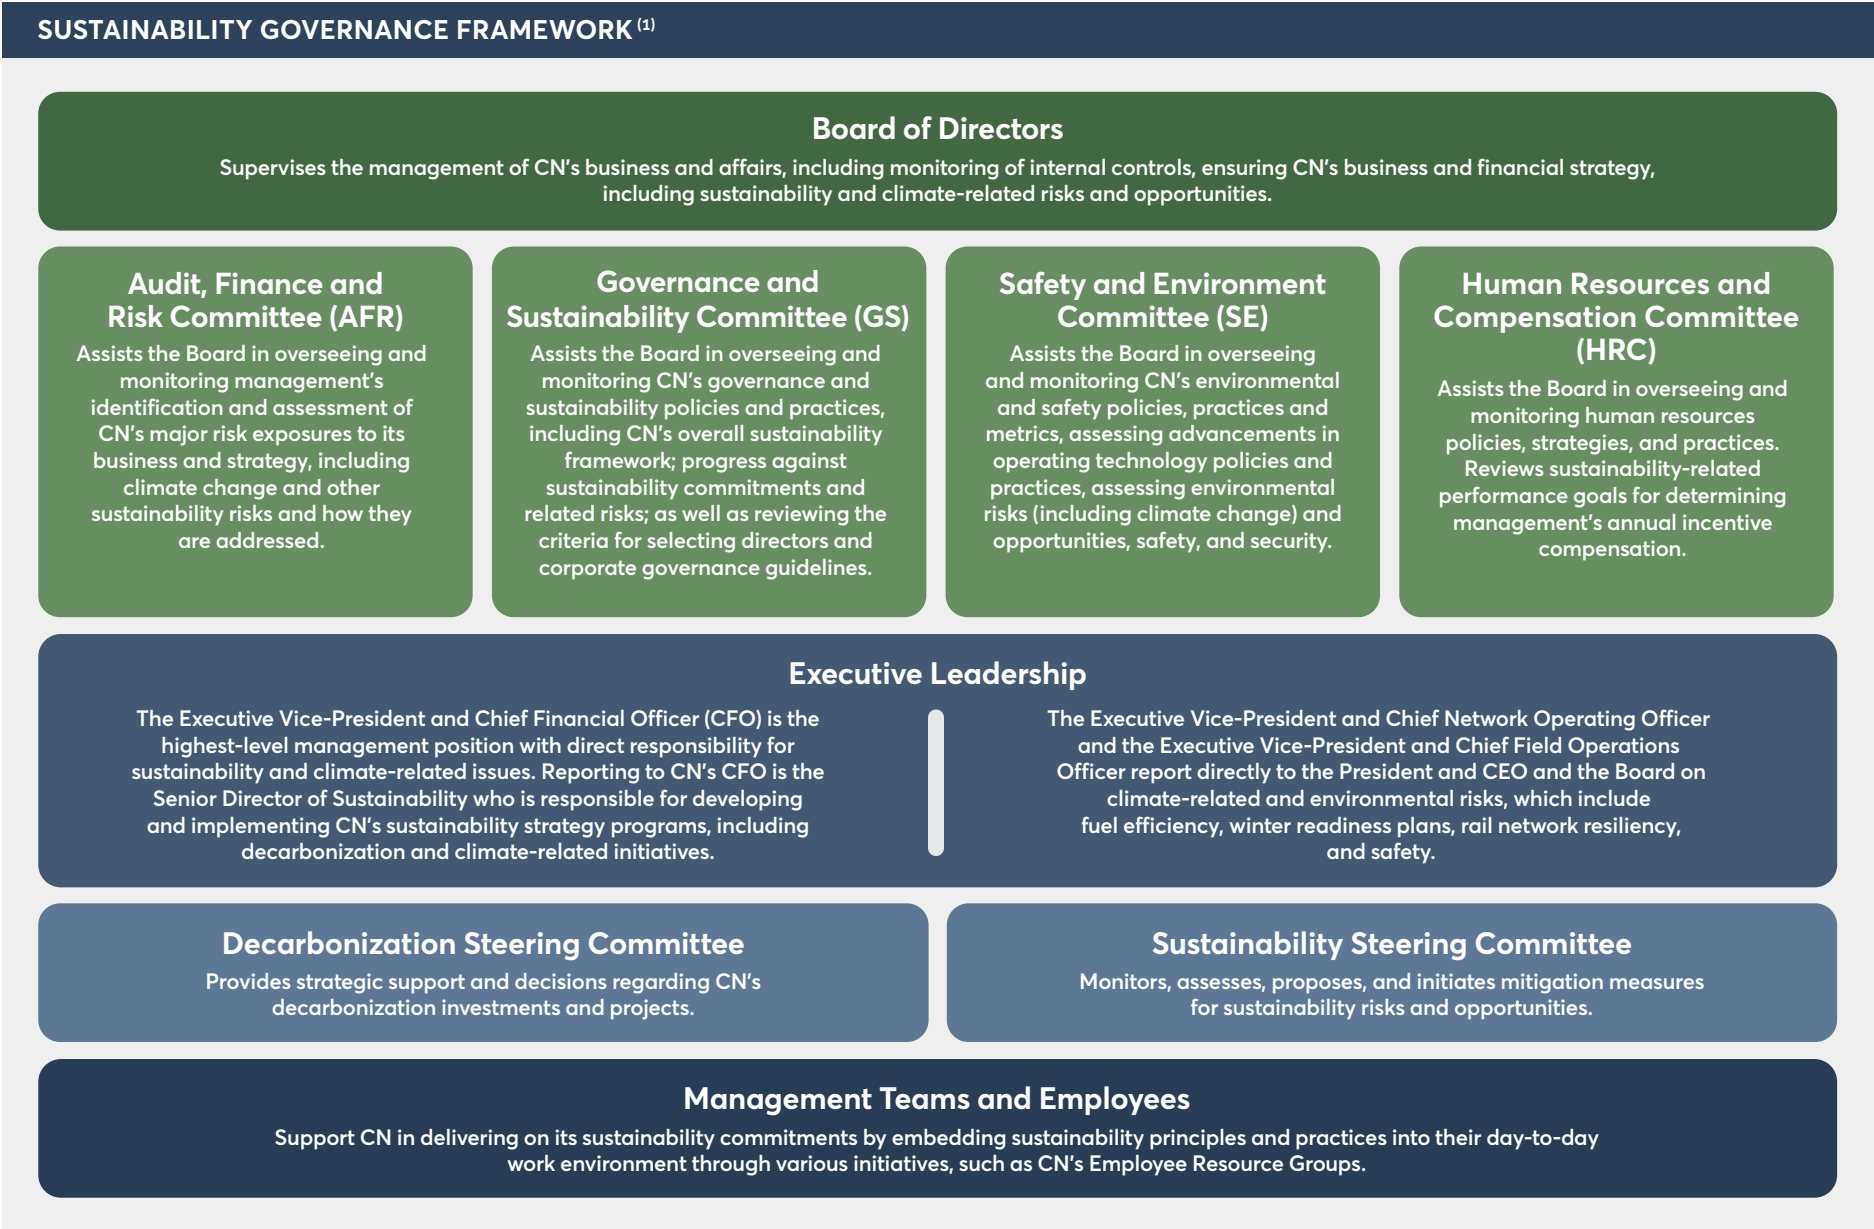 SUSTAINABILITY GOVERNANCE FRAMEWORK (1)
Board of Directors
Supervises the management of CN's business and affairs, including monitoring of internal controls, ensuring CN's business and financial strategy,
including sustainability and climate-related risks and opportunities.
Audit, Finance and
Risk Committee (AFR)
Assists the Board in overseeing and
monitoring management's
identification and assessment of
CN's major risk exposures to its
business and strategy, including
climate change and other
sustainability risks and how they
are addressed.
Governance and
Sustainability Committee (GS)
Assists the Board in overseeing and
monitoring CN's governance and
sustainability policies and practices,
including CN's overall sustainability
framework; progress against
sustainability commitments and
related risks; as well as reviewing the
criteria for selecting directors and
corporate governance guidelines.
Safety and Environment
Committee (SE)
Assists the Board in overseeing
and monitoring CN's environmental
and safety policies, practices and
metrics, assessing advancements in
operating technology policies and
practices, assessing environmental
risks (including climate change) and
opportunities, safety, and security.
Human Resources and
Compensation Committee
(HRC)
Assists the Board in overseeing and
monitoring human resources
policies, strategies, and practices.
Reviews sustainability-related
performance goals for determining
management's annual incentive
compensation.
Executive Leadership
The Executive Vice-President and Chief Financial Officer (CFO) is the
highest-level management position with direct responsibility for
sustainability and climate-related issues. Reporting to CN's CFO is the
Senior Director of Sustainability who is responsible for developing
and implementing CN's sustainability strategy programs, including
decarbonization and climate-related initiatives.
The Executive Vice-President and Chief Network Operating Officer
and the Executive Vice-President and Chief Field Operations
Officer report directly to the President and CEO and the Board on
climate-related and environmental risks, which include
fuel efficiency, winter readiness plans, rail network resiliency,
and safety.
Decarbonization Steering Committee
Provides strategic support and decisions regarding CN's
decarbonization investments and projects.
Sustainability Steering Committee
Monitors, assesses, proposes, and initiates mitigation measures
for sustainability risks and opportunities.
Management Teams and Employees
Support CN in delivering on its sustainability commitments by embedding sustainability principles and practices into their day-to-day
work environment through various initiatives, such as CN's Employee Resource Groups.